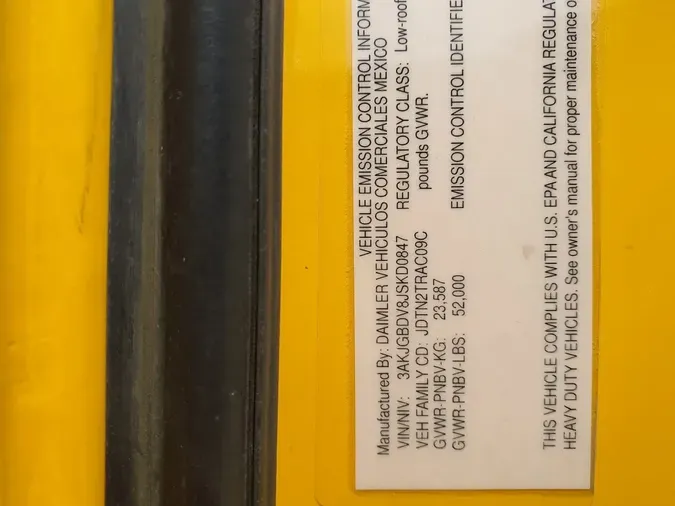 VEHICLE EMISSION CONTROL INFORM
Manufactured By: DAIMLER VEHICULOS COMERCIALES MEXICO
VIN/NIV: 3AKJGBDV8JSKD0847 REGULATORY CLASS: Low-roof
VEH FAMILY CD: JDTN2TRAC09C pounds GVWR.
GVWR-PNBV-KG: 23,587
GVWR-PNBV-LBS: 52,000 EMISSION CONTROL IDENTIFIE
THIS VEHICLE COMPLIES WITH U.S. EPA AND CALIFORNIA REGULAT
HEAVY DUTY VEHICLES. See owner's manual for proper maintenance o